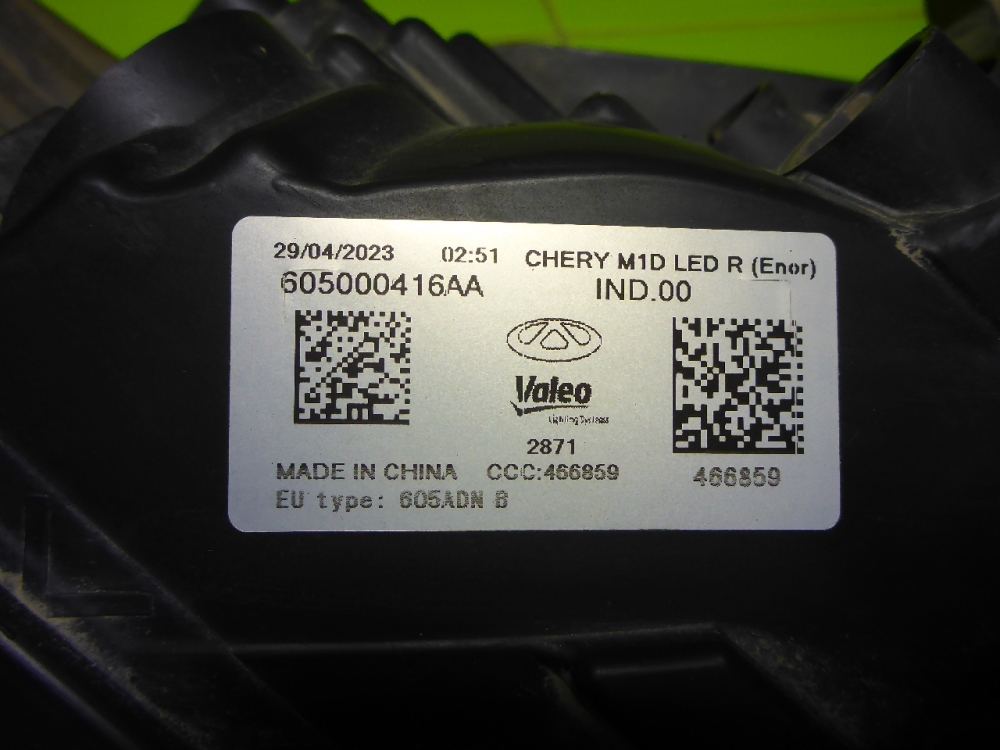 29/04/2023 02:51 CHERY M1D LED R (Enor)
605000416AA IND.00
Valeo
Lighting Systems
2871
MADE IN CHINA CCC:466859 466859
EU type: 605ADN B